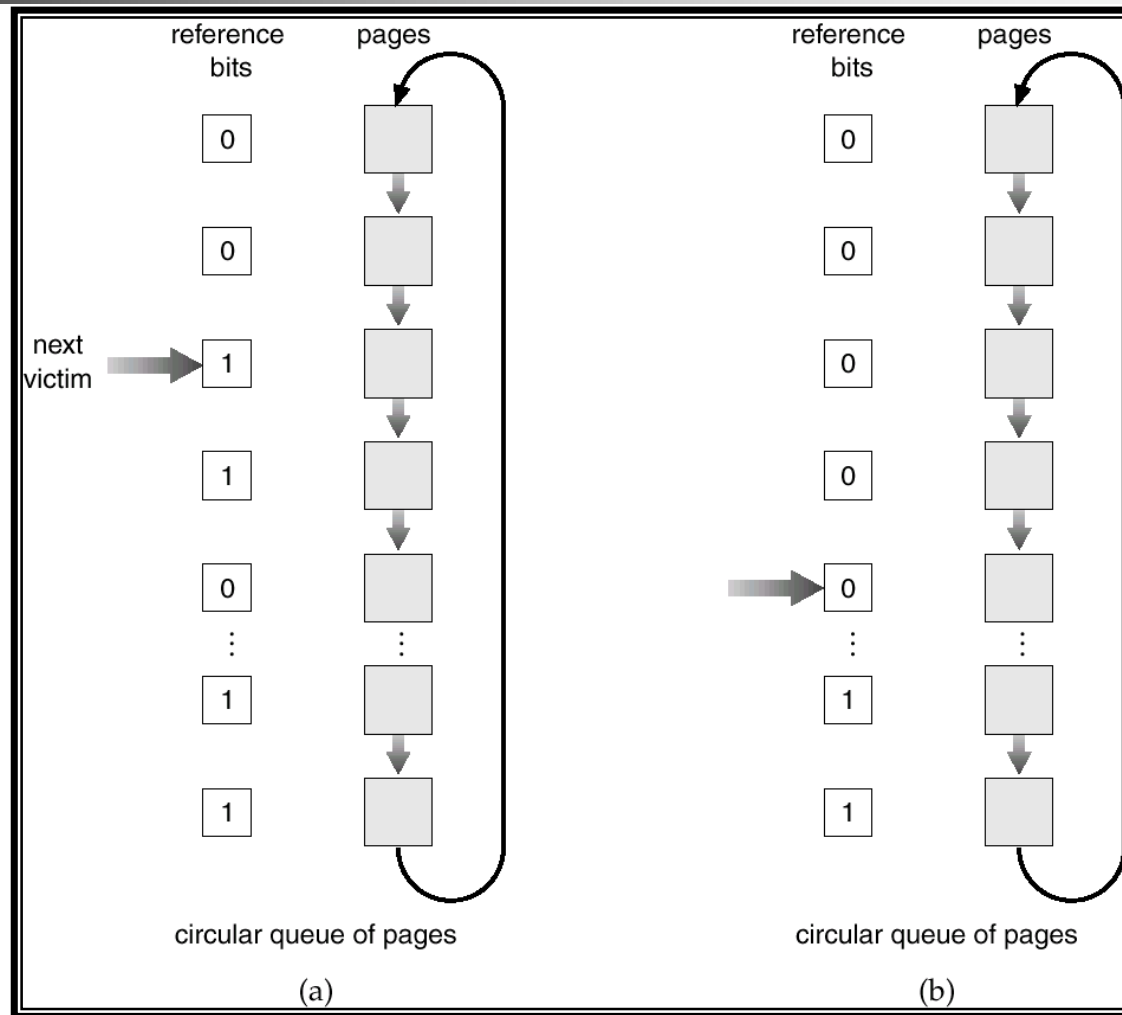 reference bits
pages
0
0
next victim
1
1
0
⋮ ⋮
1
1
circular queue of pages
(a)
reference bits
pages
0
0
0
0
0
⋮ ⋮
1
1
circular queue of pages
(b)